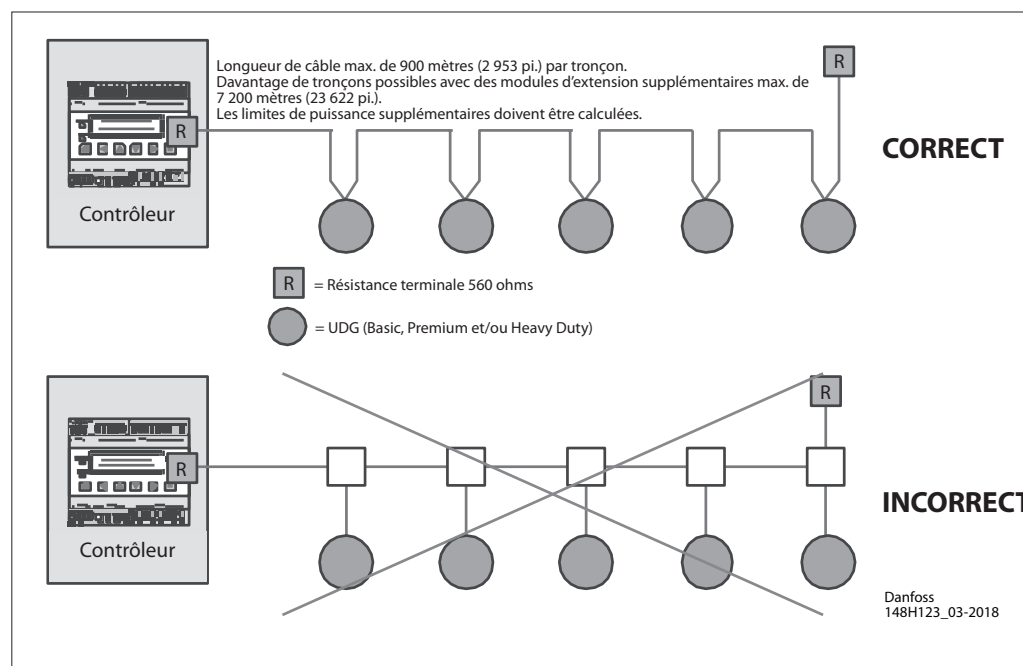 Longueur de câble max. de 900 mètres (2 953 pi.) par tronçon.
Davantage de tronçons possibles avec des modules d'extension supplémentaires max. de
7 200 mètres (23 622 pi.).
Les limites de puissance supplémentaires doivent être calculées.
R
R
CORRECT
Contrôleur
R = Résistance terminale 560 ohms
= UDG (Basic, Premium et/ou Heavy Duty)
R
R
INCORRECT
Contrôleur
Danfoss
148H123_03-2018